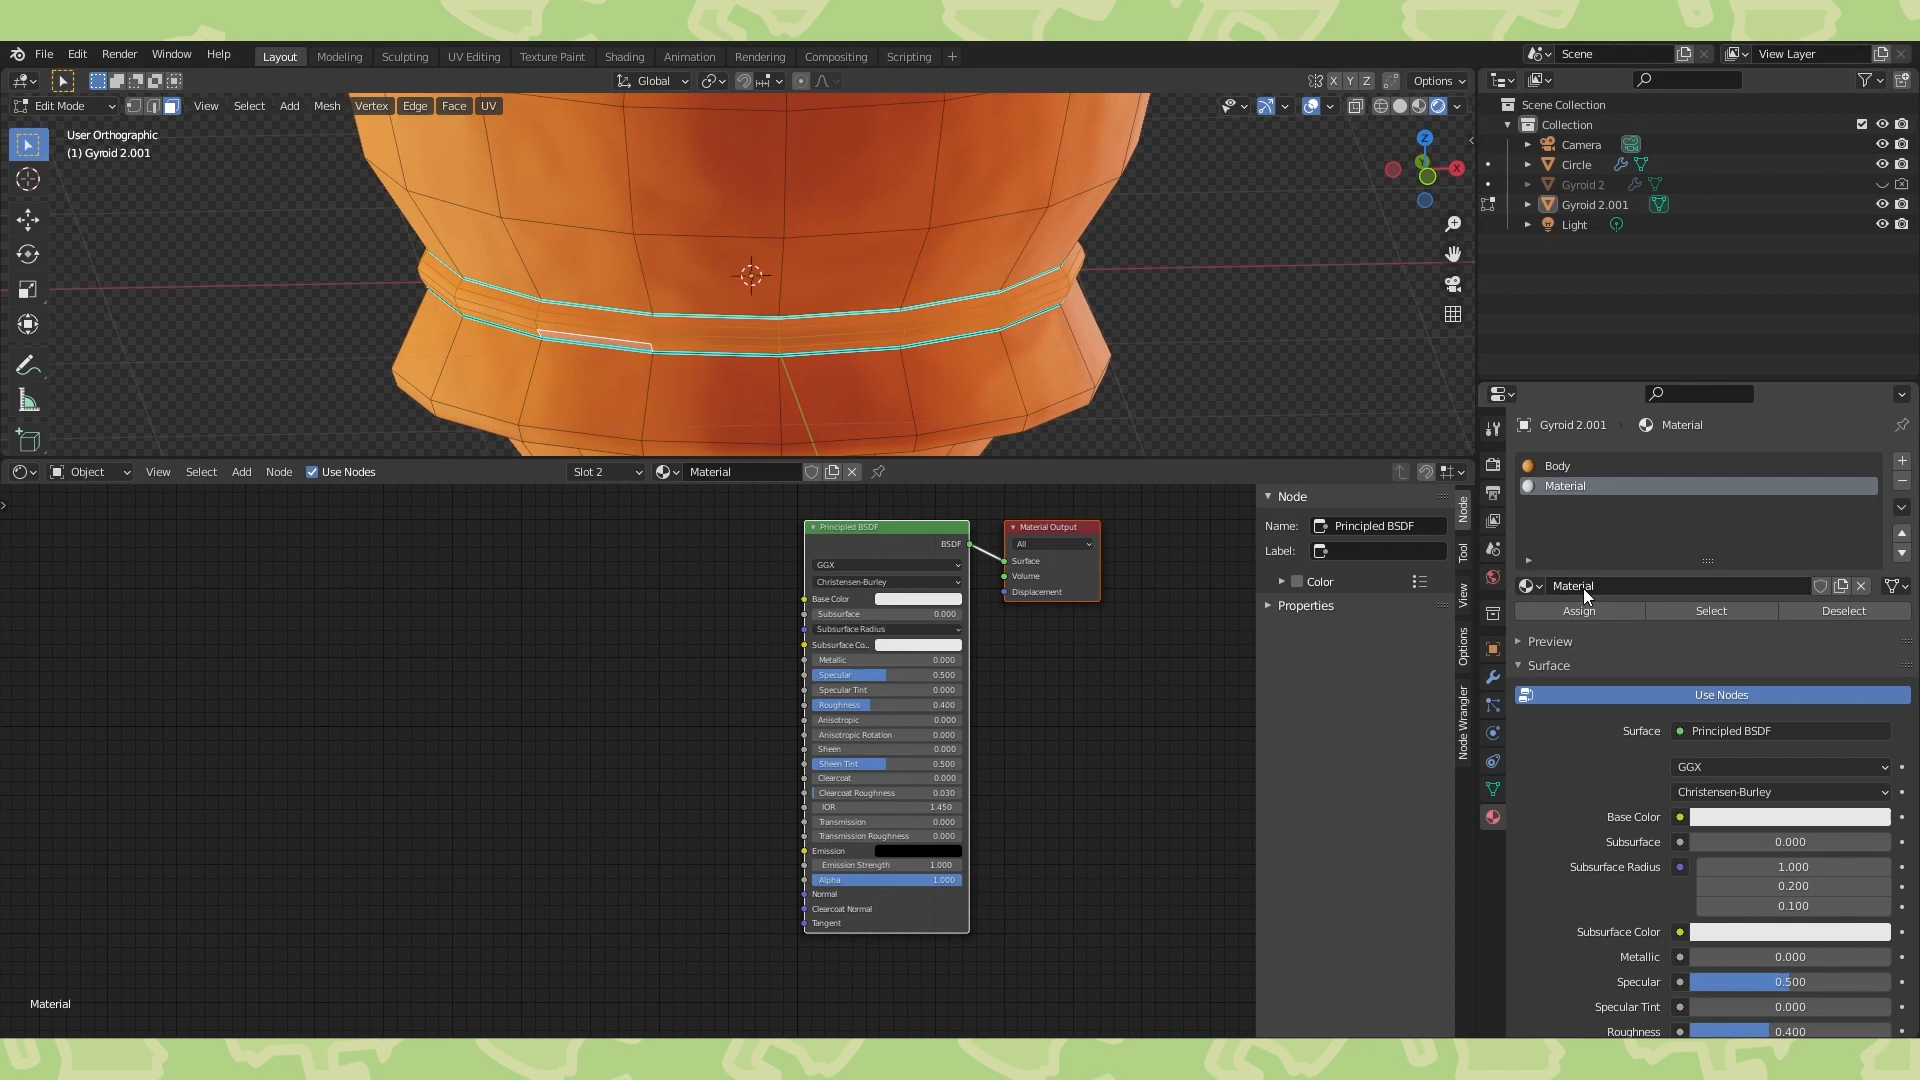 File Edit Render Window Help Layout Modeling Sculpting UV Editing Texture Paint Shading Animation Rendering Compositing Scripting + Scene View Layer
Global X Y Z Options
Edit Mode View Select Add Mesh Vertex Edge Face UV
User Orthographic
(1) Gyroid 2.001
Z
Y
X
Scene Collection
Collection
Camera
Circle
Gyroid 2
Gyroid 2.001
Light
Object View Select Add Node Use Nodes Slot 2 Material
Principled BSDF
BSDF
GGX
Christensen-Burley
Base Color
Subsurface 0.000
Subsurface Radius
Subsurface Co...
Metallic 0.000
Specular 0.500
Specular Tint 0.000
Roughness 0.400
Anisotropic 0.000
Anisotropic Rotation 0.000
Sheen 0.000
Sheen Tint 0.500
Clearcoat 0.000
Clearcoat Roughness 0.030
IOR 1.450
Transmission 0.000
Transmission Roughness 0.000
Emission
Emission Strength 1.000
Alpha 1.000
Normal
Clearcoat Normal
Tangent
Material Output
All
Surface
Volume
Displacement
Material
Node
Name: Principled BSDF
Label:
Color
Properties
Node
Tool
View
Options
Node Wrangler
Gyroid 2.001 Material
Body
Material
Material
Assign Select Deselect
Preview
Surface
Use Nodes
Surface Principled BSDF
GGX
Christensen-Burley
Base Color
Subsurface 0.000
Subsurface Radius 1.000
0.200
0.100
Subsurface Color
Metallic 0.000
Specular 0.500
Specular Tint 0.000
Roughness 0.400